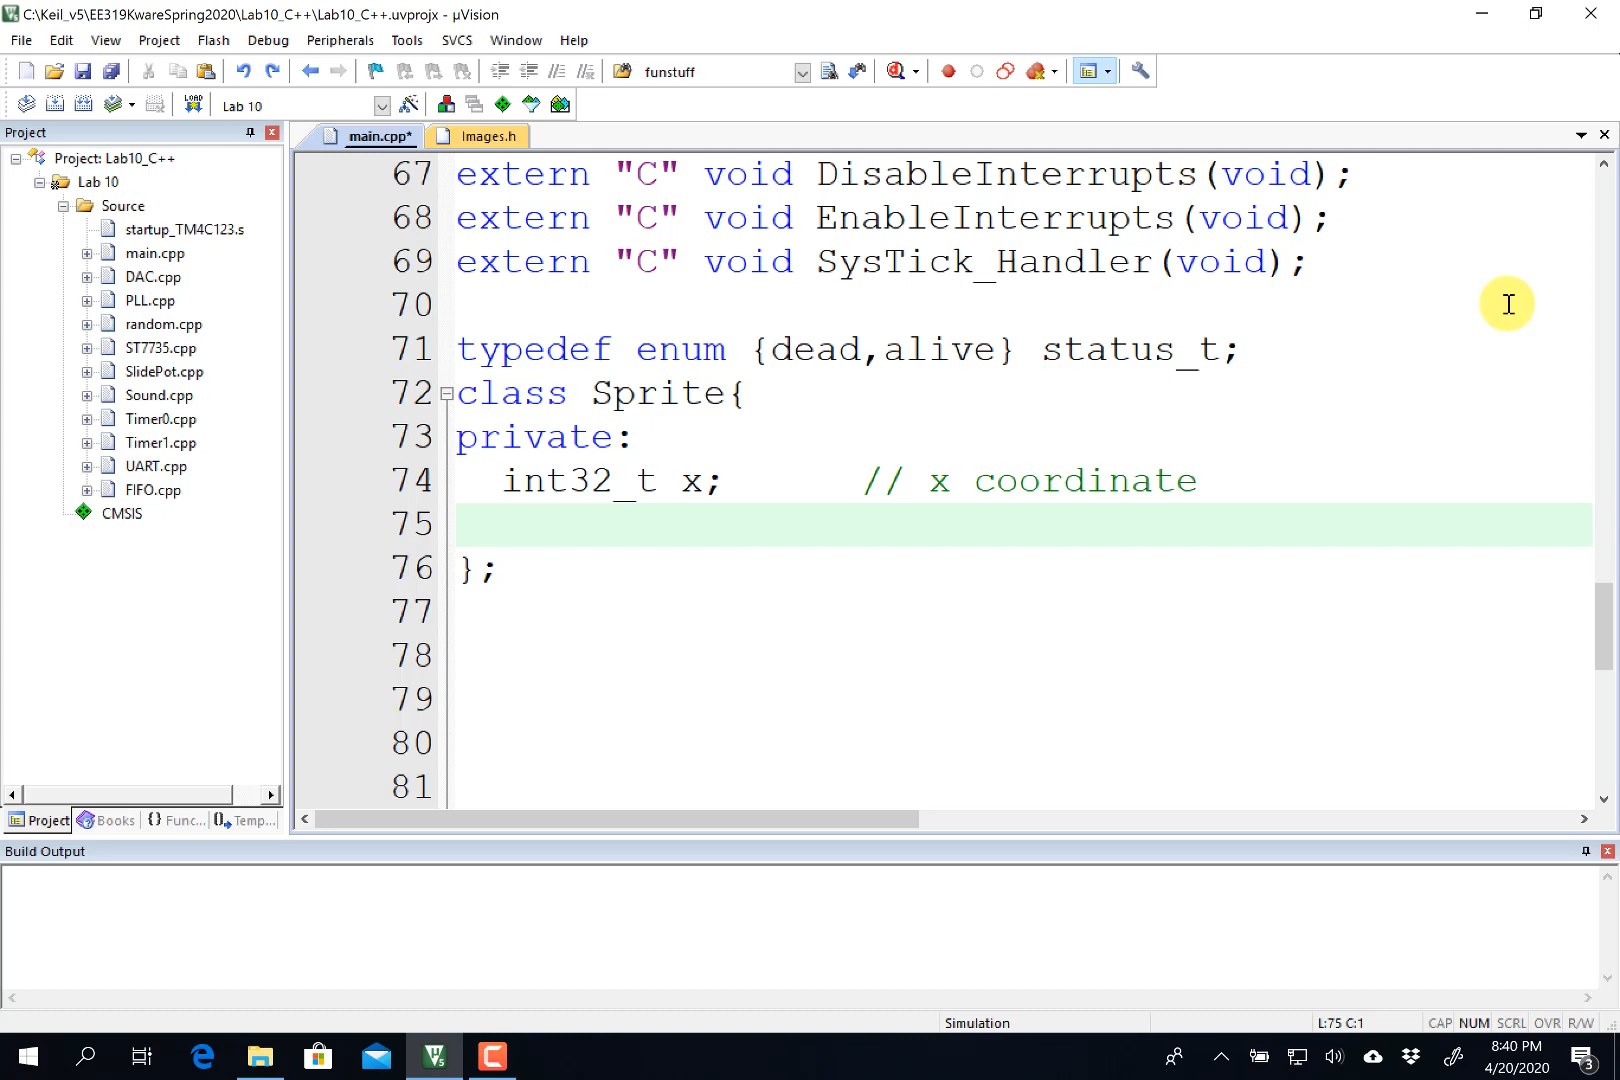 C:\Keil_v5\EE319KwareSpring2020\Lab10_C++\Lab10_C++.uvprojx - µVision
File Edit View Project Flash Debug Peripherals Tools SVCS Window Help
funstuff
LOAD Lab 10
Project
main.cpp* Images.h
Project: Lab10_C++
Lab 10
Source
startup_TM4C123.s
main.cpp
DAC.cpp
PLL.cpp
random.cpp
ST7735.cpp
SlidePot.cpp
Sound.cpp
Timer0.cpp
Timer1.cpp
UART.cpp
FIFO.cpp
CMSIS
67 extern "C" void DisableInterrupts(void);
68 extern "C" void EnableInterrupts(void);
69 extern "C" void SysTick_Handler(void);
70
71 typedef enum {dead,alive} status_t;
72 class Sprite{
73 private:
74 int32_t x; // x coordinate
75
76 };
77
78
79
80
81
Project Books {} Func... 0 Temp...
Build Output
Simulation L:75 C:1 CAP NUM SCRL OVR R/W
8:40 PM
4/20/2020
3